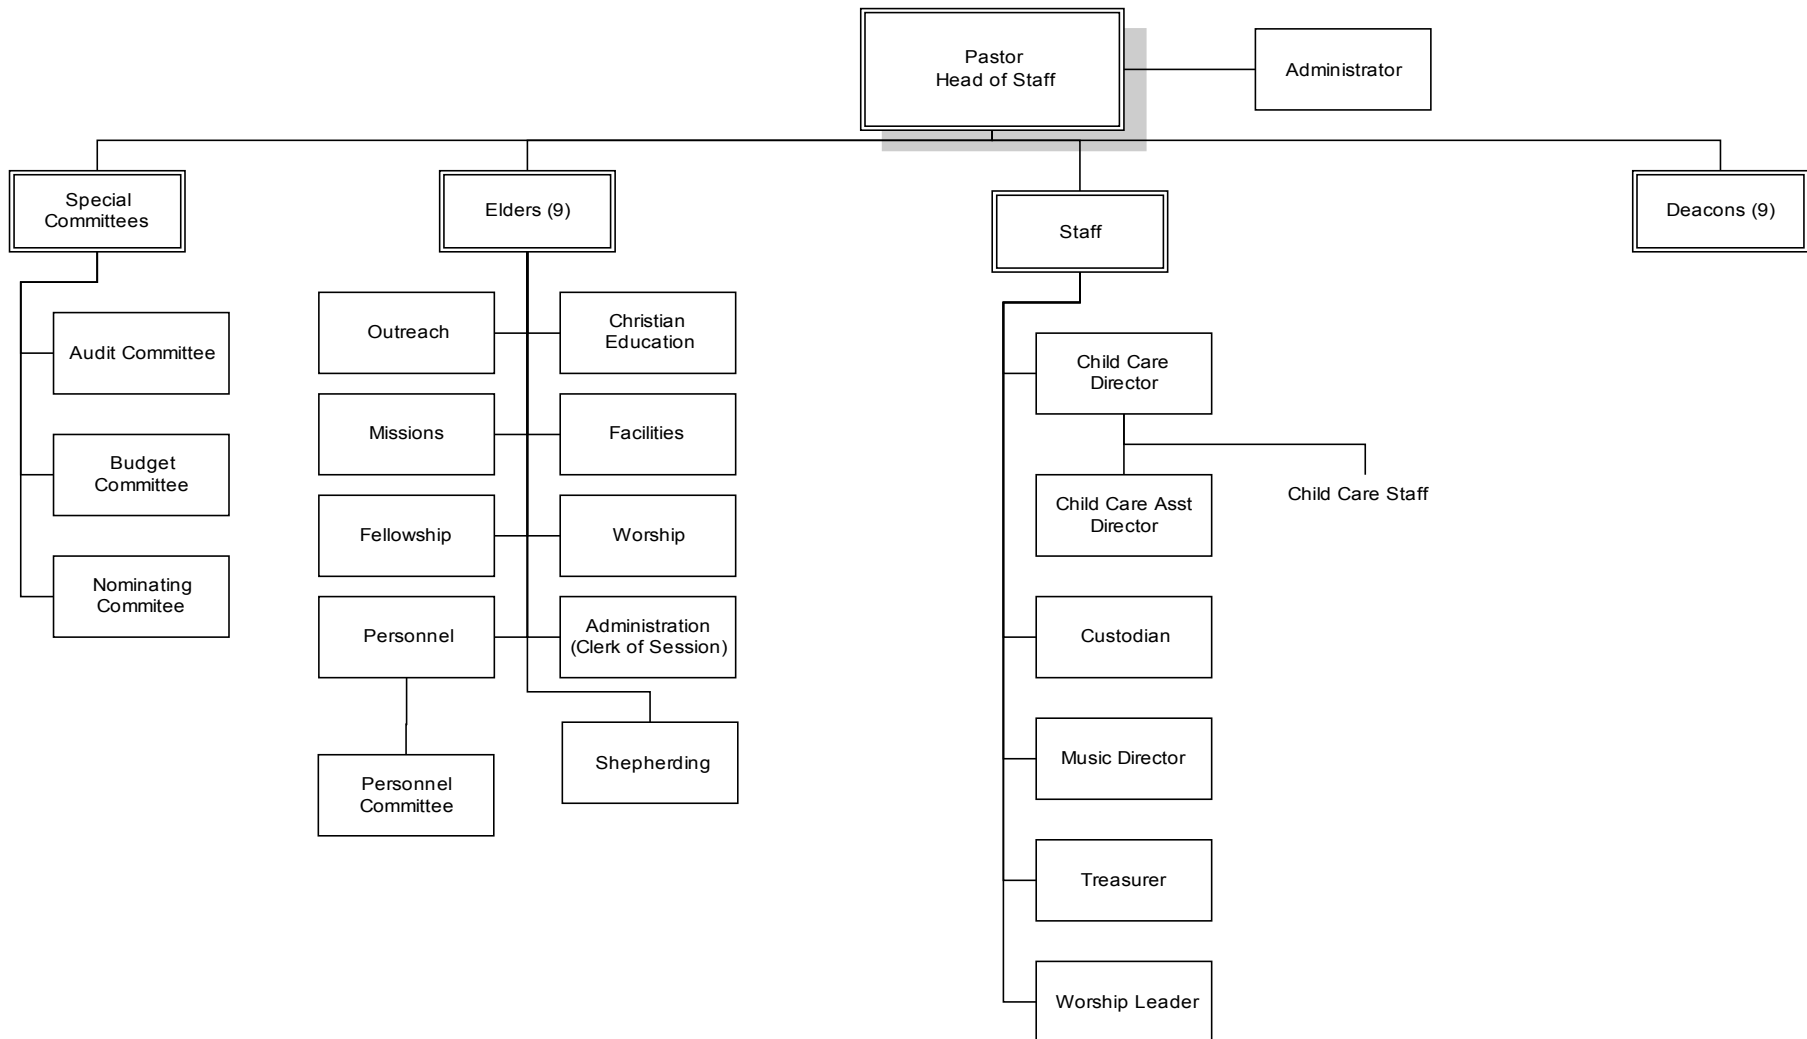 Pastor
Head of Staff
Administrator
Special
Committees
Elders (9)
Staff
Deacons (9)
Audit Committee
Budget
Committee
Nominating
Commitee
Outreach
Christian
Education
Missions
Facilities
Fellowship
Worship
Personnel
Administration
(Clerk of Session)
Personnel
Committee
Shepherding
Child Care
Director
Child Care Asst
Director
Child Care Staff
Custodian
Music Director
Treasurer
Worship Leader